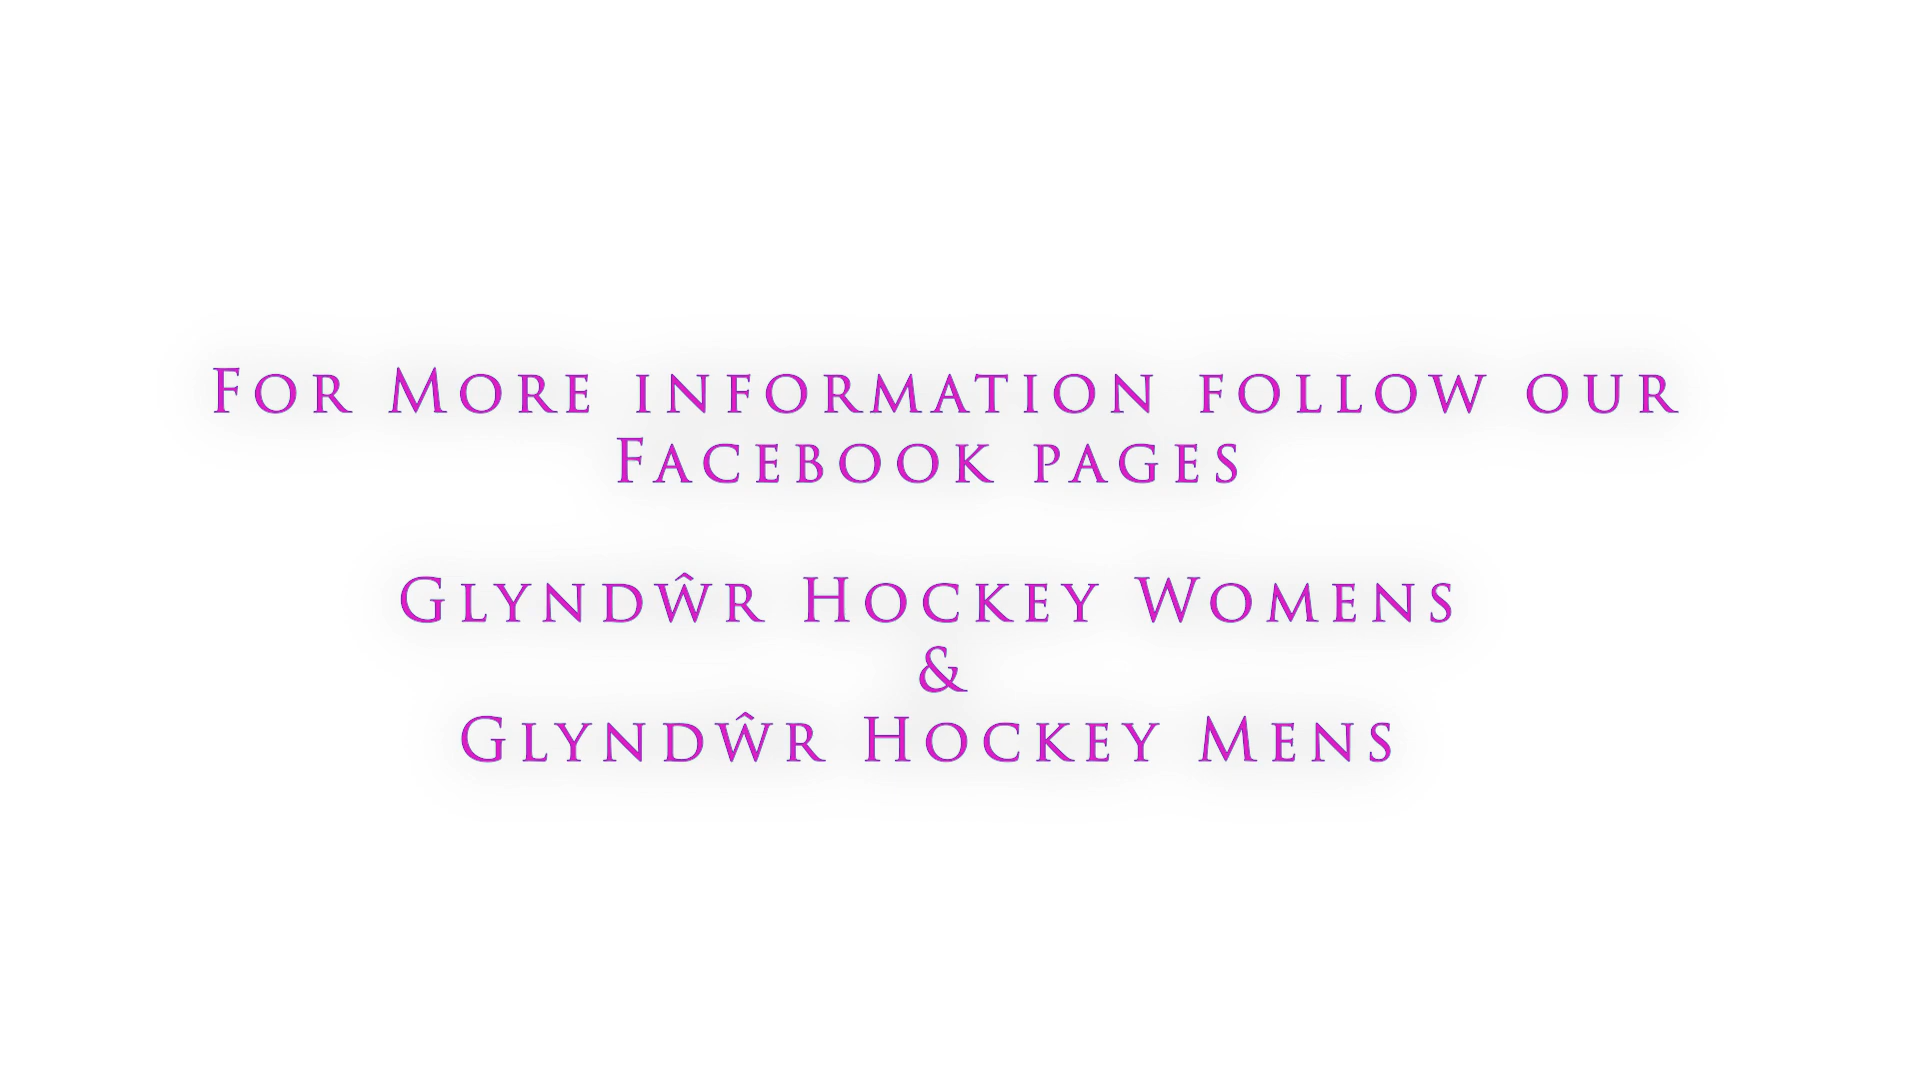 For More information follow our
Facebook pages
Glyndŵr Hockey Womens
&
Glyndŵr Hockey Mens